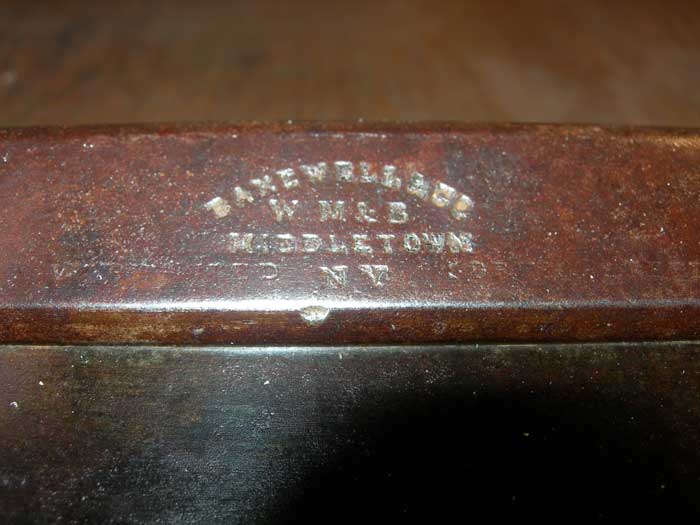 BAKEWELL & CO
W M & B
MIDDLETOWN
N Y